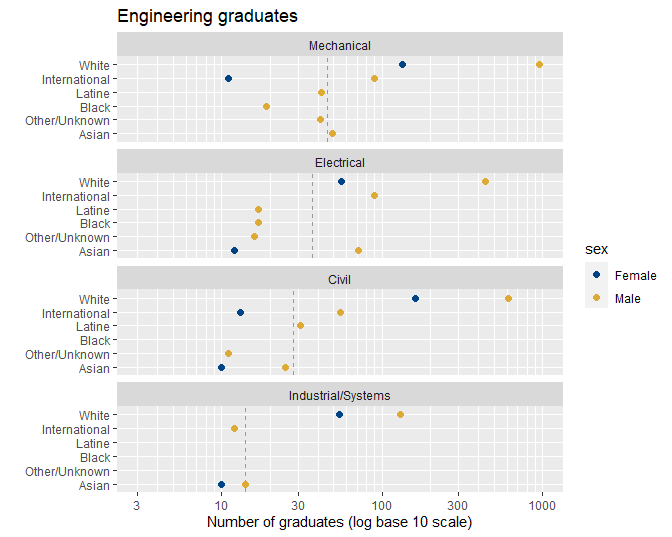 Engineering graduates
Mechanical
White
International
Latine
Black
Other/Unknown
Asian
Electrical
White
International
Latine
Black
Other/Unknown
Asian
Civil
White
International
Latine
Black
Other/Unknown
Asian
Industrial/Systems
White
International
Latine
Black
Other/Unknown
Asian
3 10 30 100 300 1000
Number of graduates (log base 10 scale)
sex
Female
Male